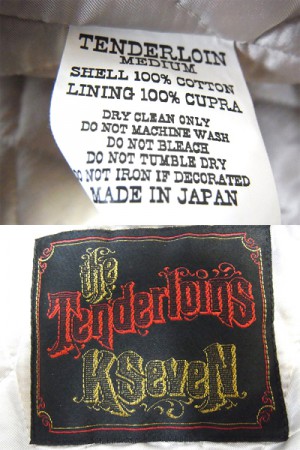 TENDERLOIN
MEDIUM
SHELL 100% COTTON
LINING 100% CUPRA
DRY CLEAN ONLY
DO NOT MACHINE WASH
DO NOT BLEACH
DO NOT TUMBLE DRY
DO NOT IRON IF DECORATED
MADE IN JAPAN
the
Tenderloins
KSeveN